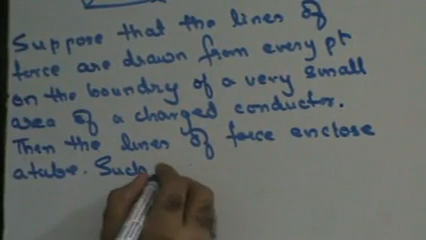 Suppose that the lines of
force are drawn from every pt
on the boundry of a very small
area of a charged conductor.
Then the lines of force enclose
a tube. Such